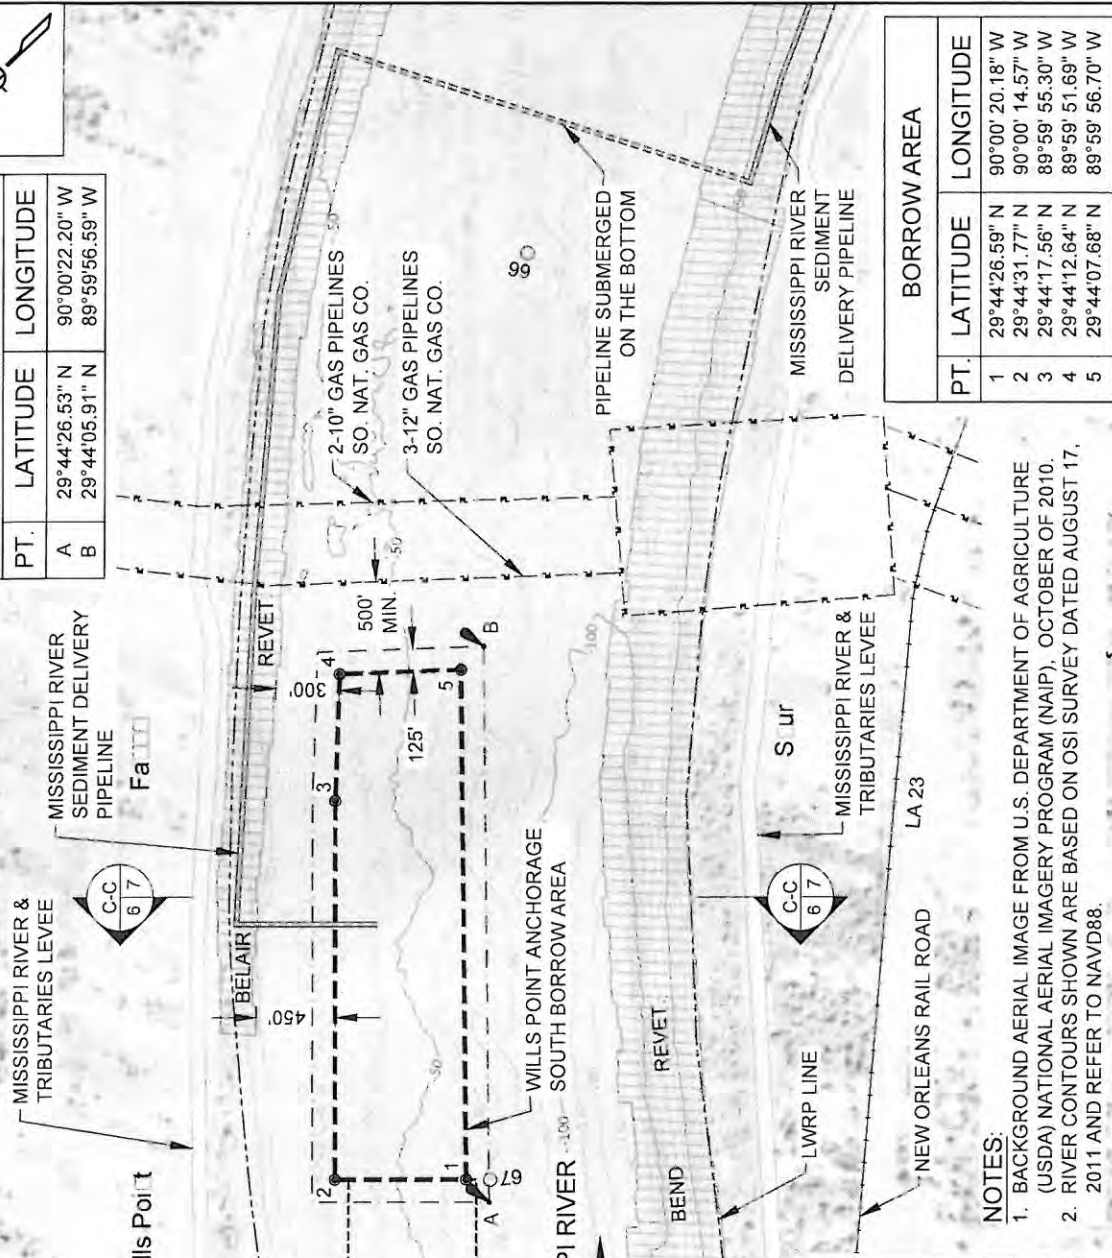 PT. LATITUDE LONGITUDE
A 29°44'26.53" N 90°00'22.20" W
B 29°44'05.91" N 89°59'56.59" W
MISSISSIPPI RIVER &
TRIBUTARIES LEVEE
MISSISSIPPI RIVER
SEDIMENT DELIVERY
PIPELINE
C-C
6 7
BELAIR
REVET
2-10" GAS PIPELINES
SO. NAT. GAS CO.
3-12" GAS PIPELINES
SO. NAT. GAS CO.
500'
MIN.
300'
125'
450'
1
2
3
4
5
A
B
67
66
-50
-50
-50
-50
-100
-100
WILLS POINT ANCHORAGE
SOUTH BORROW AREA
PIPELINE SUBMERGED
ON THE BOTTOM
MISSISSIPPI RIVER
SEDIMENT
DELIVERY PIPELINE
PI RIVER
BEND
REVET
MISSISSIPPI RIVER &
TRIBUTARIES LEVEE
C-C
6 7
LA 23
LWRP LINE
NEW ORLEANS RAIL ROAD
BORROW AREA
PT. LATITUDE LONGITUDE
1 29°44'26.59" N 90°00' 20.18" W
2 29°44'31.77" N 90°00' 14.57" W
3 29°44'17.56" N 89°59' 55.30" W
4 29°44'12.64" N 89°59' 51.69" W
5 29°44'07.68" N 89°59' 56.70" W
NOTES:
1. BACKGROUND AERIAL IMAGE FROM U.S. DEPARTMENT OF AGRICULTURE
(USDA) NATIONAL AERIAL IMAGERY PROGRAM (NAIP), OCTOBER OF 2010.
2. RIVER CONTOURS SHOWN ARE BASED ON OSI SURVEY DATED AUGUST 17,
2011 AND REFER TO NAVD88.